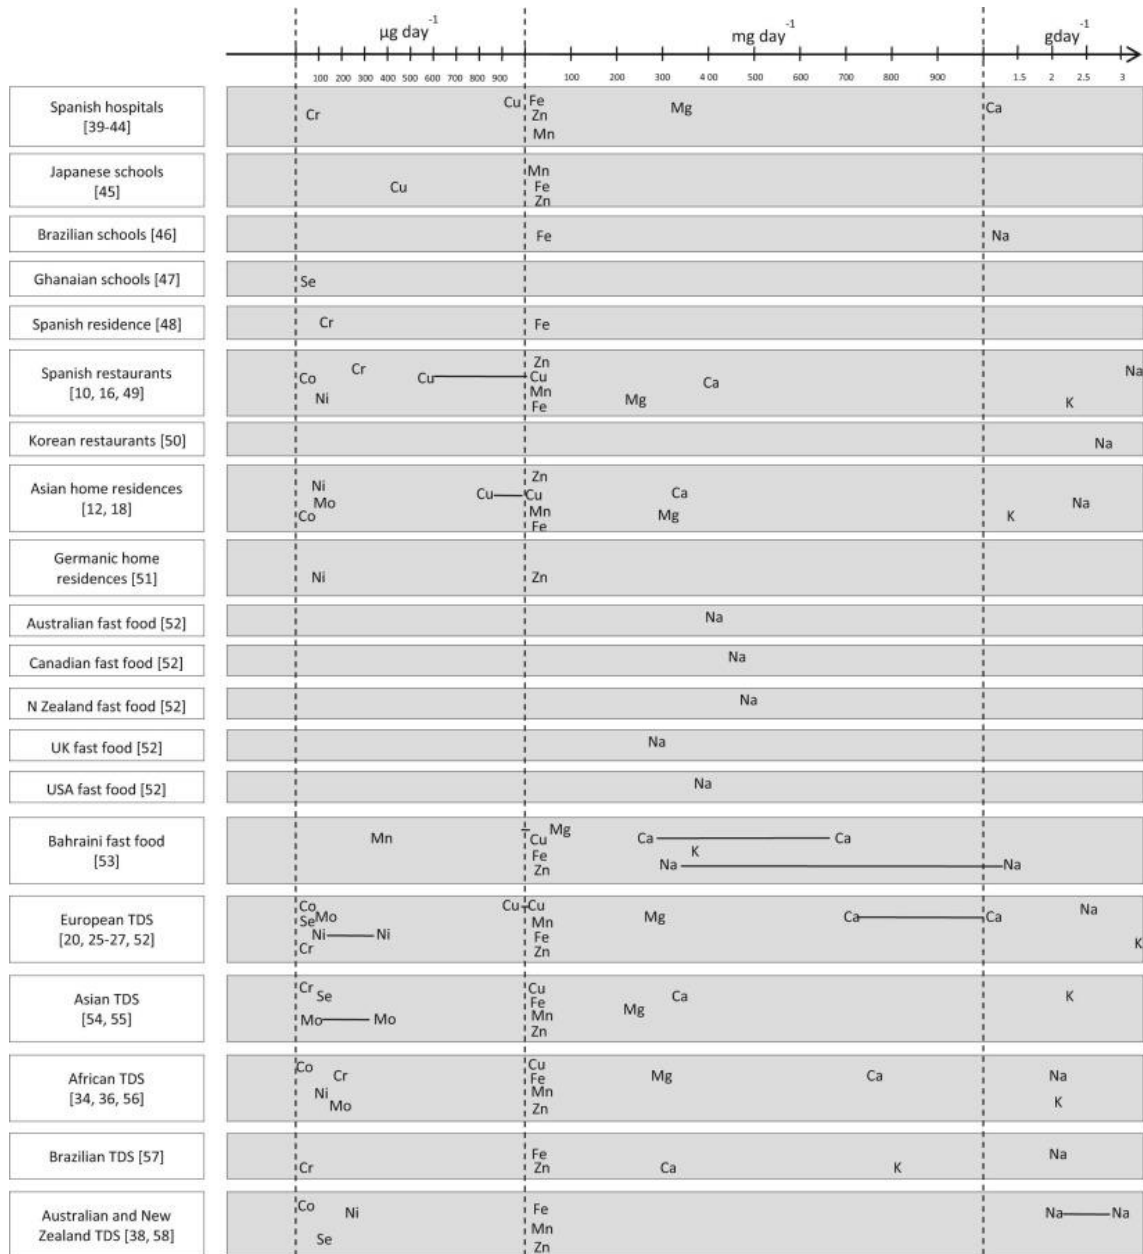 µg day-1 mg day-1 gday-1
100 200 300 400 500 600 700 800 900 100 200 300 4 00 500 600 700 800 900 1.5 2 2.5 3
Spanish hospitals
[39-44]
Cu Fe Mg Ca
Cr Zn
Mn
Japanese schools
[45]
Mn
Cu Fe
Zn
Brazilian schools [46] Fe Na
Ghanaian schools [47] Se
Spanish residence [48] Cr Fe
Spanish restaurants
[10, 16, 49]
Zn
Cr Na
Co Cu Cu Ca
Mn
Ni Mg K
Fe
Korean restaurants [50] Na
Asian home residences
[12, 18]
Zn
Ni
Cu Cu Ca
Mo Na
Mn
Co Mg K
Fe
Germanic home
residences [51]
Ni Zn
Australian fast food [52] Na
Canadian fast food [52] Na
N Zealand fast food [52] Na
UK fast food [52] Na
USA fast food [52] Na
Bahraini fast food
[53]
Mg
Mn Cu Ca Ca
Fe K
Zn Na Na
European TDS
[20, 25-27, 52]
Co Cu Cu Na
Se Mo Mn Mg Ca Ca
Ni Ni Fe K
Cr Zn
Asian TDS
[54, 55]
Cr Cu
Se Fe Ca K
Mg
Mo Mo Mn
Zn
African TDS
[34, 36, 56]
Co Cu
Cr Fe Mg Ca Na
Ni Mn
Mo Zn K
Brazilian TDS [57]
Fe Na
Cr Zn Ca K
Australian and New
Zealand TDS [38, 58]
Co Fe
Ni Na Na
Mn
Se Zn